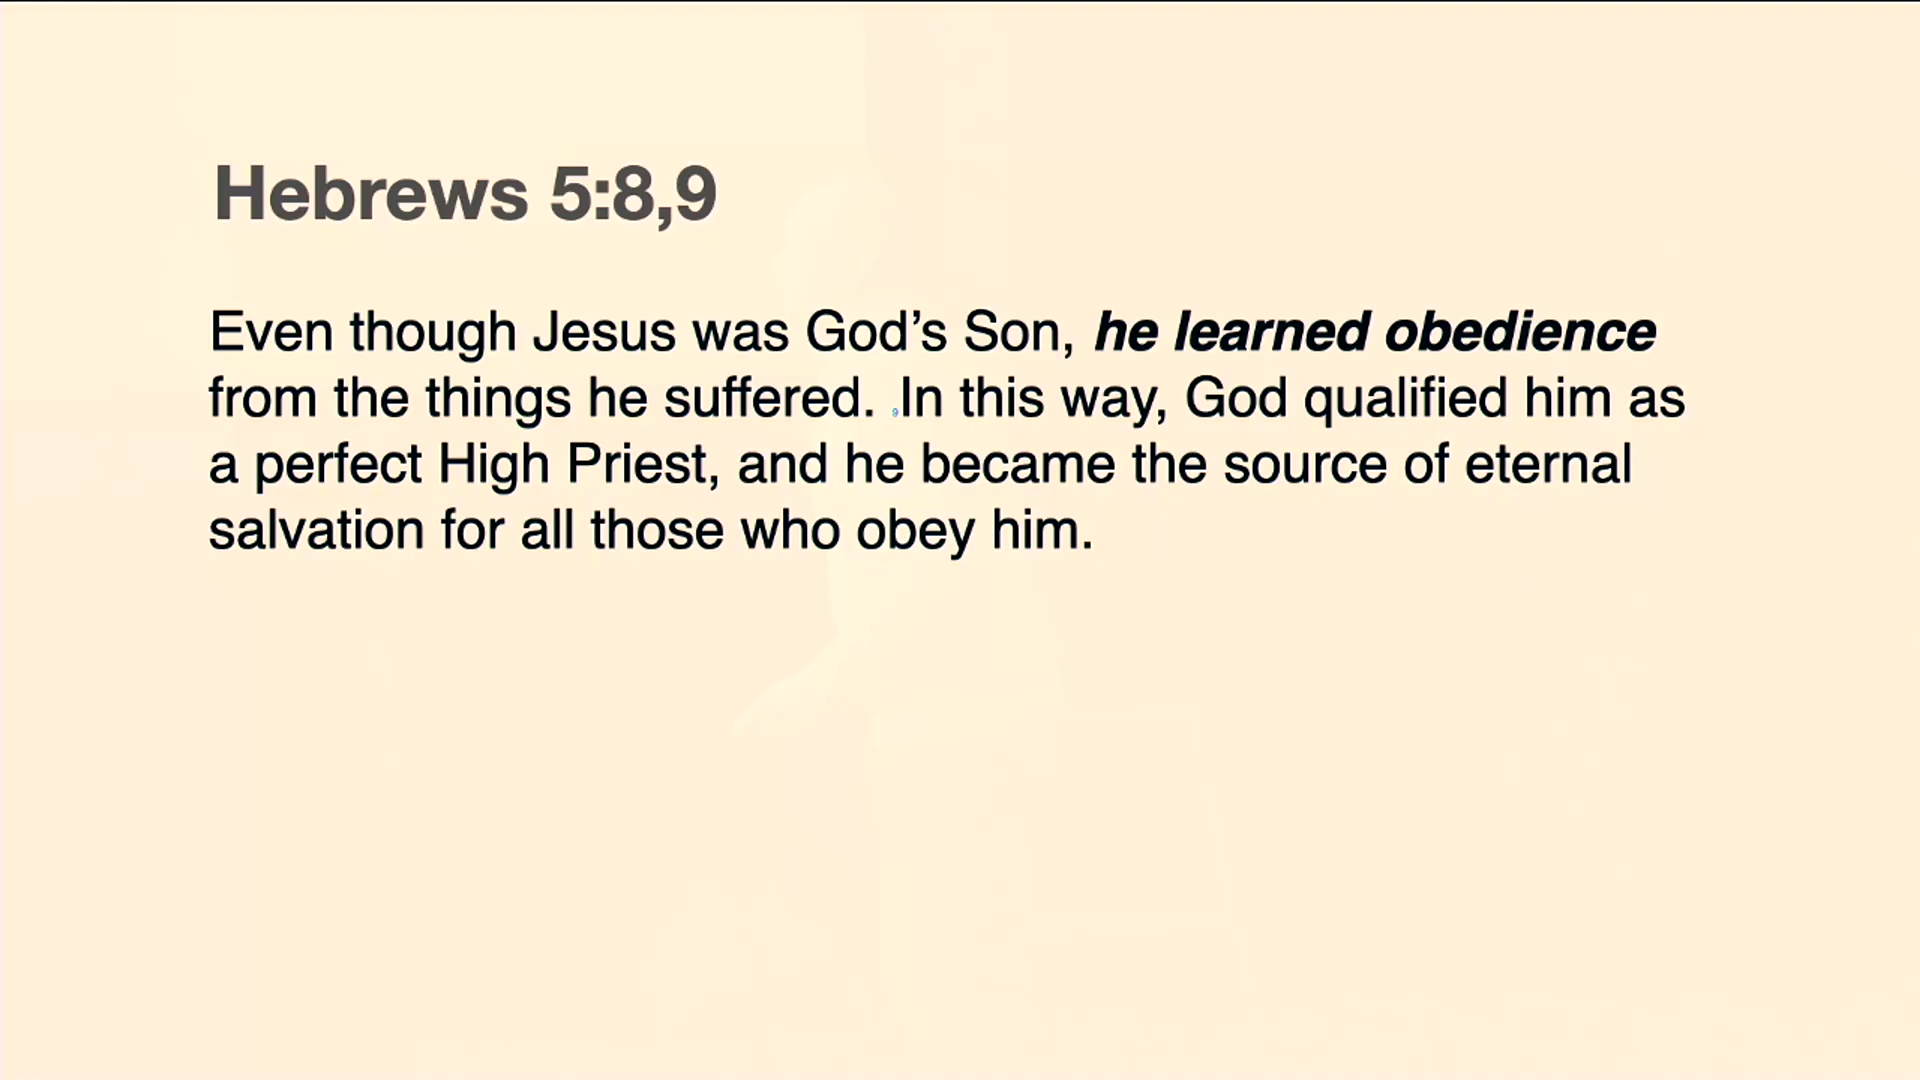 Hebrews 5:8,9
Even though Jesus was God’s Son, he learned obedience
from the things he suffered. 9 In this way, God qualified him as
a perfect High Priest, and he became the source of eternal
salvation for all those who obey him.